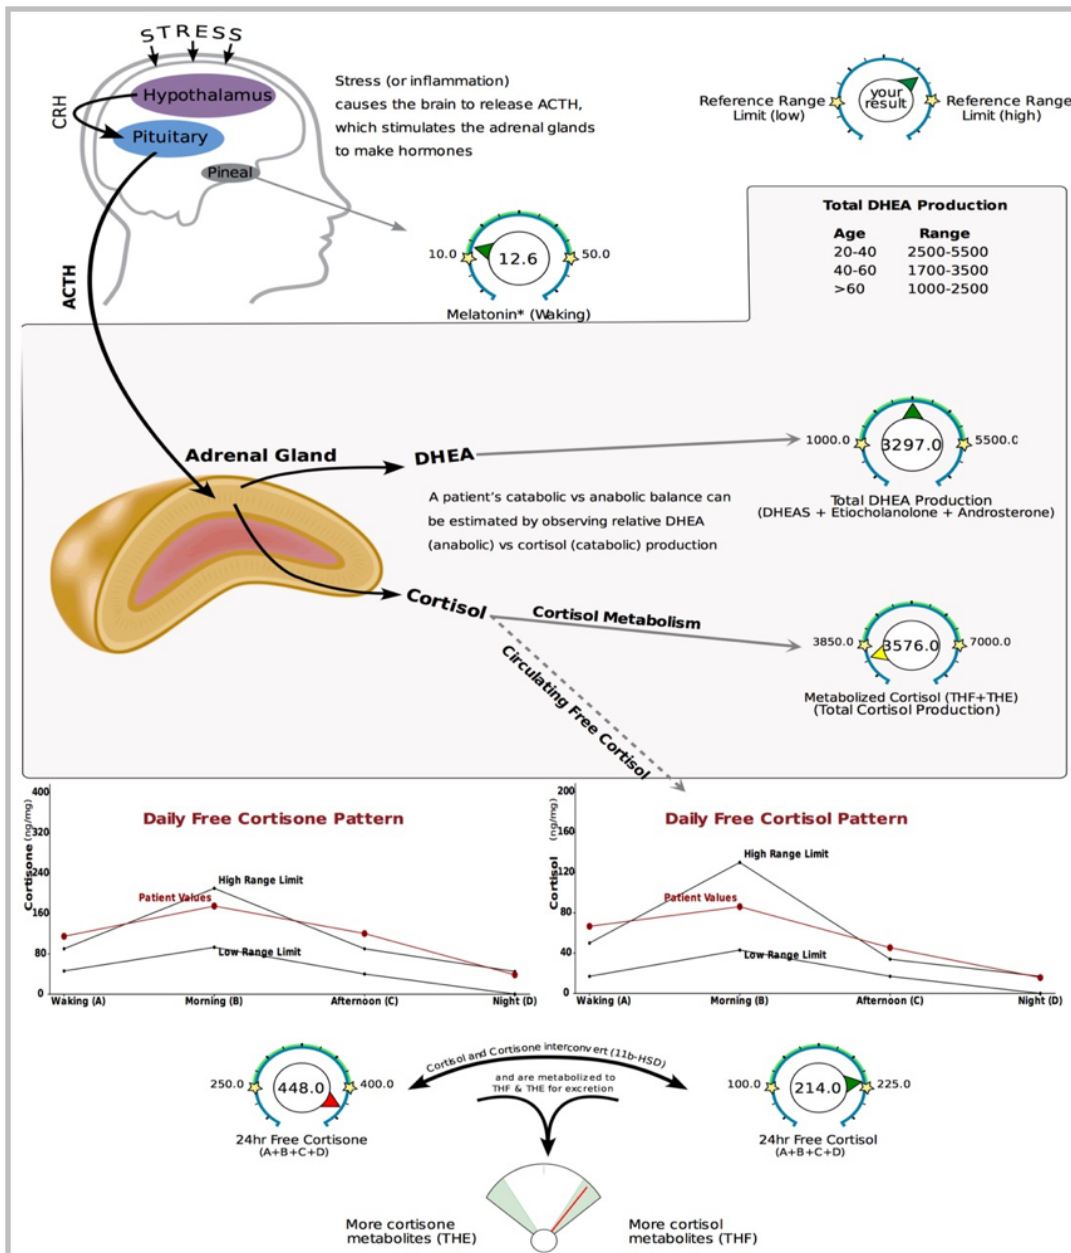 STRESS
Hypothalamus
CRH
Pituitary
Pineal
ACTH
Stress (or inflammation)
causes the brain to release ACTH,
which stimulates the adrenal glands
to make hormones
Reference Range
Limit (low)
your
result
Reference Range
Limit (high)
10.0
12.6
50.0
Melatonin* (Waking)
Total DHEA Production
Age Range
20-40 2500-5500
40-60 1700-3500
>60 1000-2500
Adrenal Gland
DHEA
1000.0
3297.0
5500.0
Total DHEA Production
(DHEAS + Etiocholanolone + Androsterone)
A patient's catabolic vs anabolic balance can
be estimated by observing relative DHEA
(anabolic) vs cortisol (catabolic) production
Cortisol
Cortisol Metabolism
Circulating Free Cortisol
3850.0
3576.0
7000.0
Metabolized Cortisol (THF+THE)
(Total Cortisol Production)
Daily Free Cortisone Pattern
Cortisone (ng/mg)
400
320
240
160
80
0
High Range Limit
Patient Values
Low Range Limit
Waking (A) Morning (B) Afternoon (C) Night (D)
Daily Free Cortisol Pattern
Cortisol (ng/mg)
200
160
120
80
40
0
High Range Limit
Patient Values
Low Range Limit
Waking (A) Morning (B) Afternoon (C) Night (D)
250.0
448.0
400.0
24hr Free Cortisone
(A+B+C+D)
Cortisol and Cortisone interconvert (11b-HSD)
and are metabolized to
THF & THE for excretion
100.0
214.0
225.0
24hr Free Cortisol
(A+B+C+D)
More cortisone
metabolites (THE)
More cortisol
metabolites (THF)